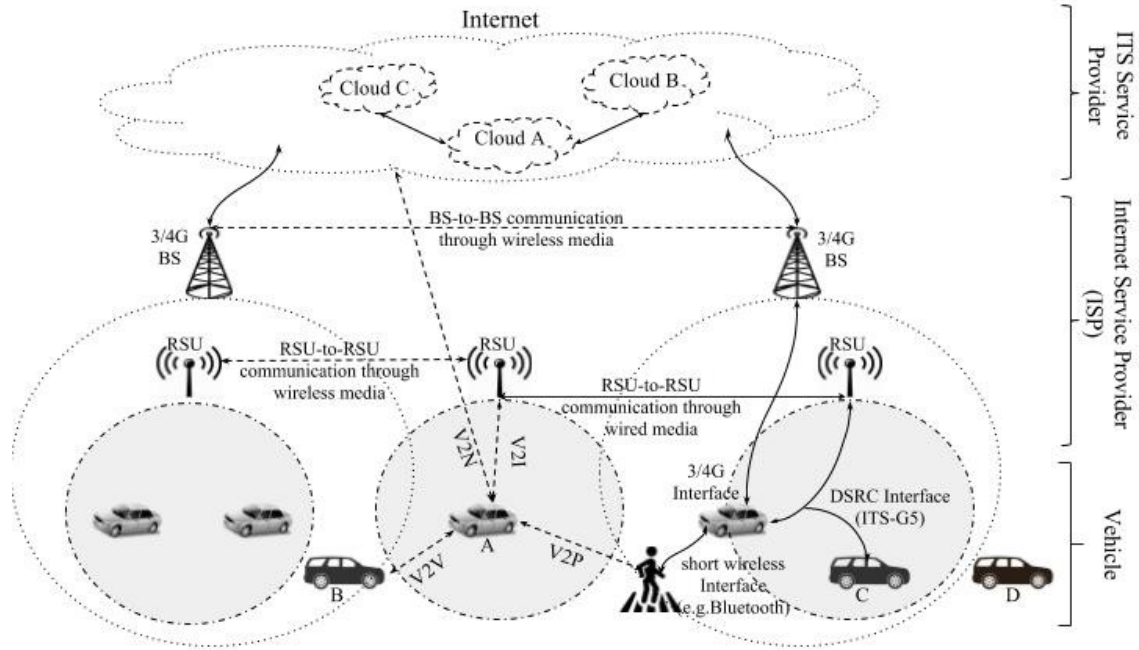 Internet
Cloud C
Cloud B
Cloud A
ITS Service
Provider
BS-to-BS communication
through wireless media
3/4G
BS
3/4G
BS
Internet Service Provider
(ISP)
RSU
RSU
RSU
RSU-to-RSU
communication through
wireless media
RSU-to-RSU
communication through
wired media
V2N
V2I
3/4G
Interface
DSRC Interface
(ITS-G5)
Vehicle
A
V2P
V2V
B
short wireless
Interface
(e.g.Bluetooth)
C
D